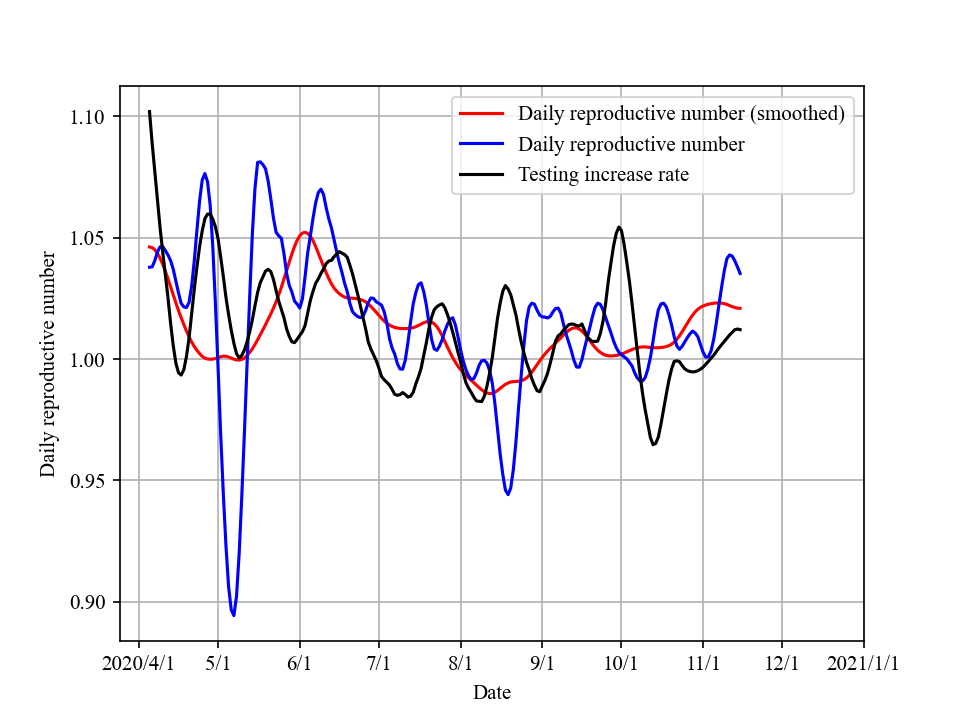 Daily reproductive number (smoothed)
Daily reproductive number
Testing increase rate
Daily reproductive number
1.10
1.05
1.00
0.95
0.90
2020/4/1 5/1 6/1 7/1 8/1 9/1 10/1 11/1 12/1 2021/1/1
Date